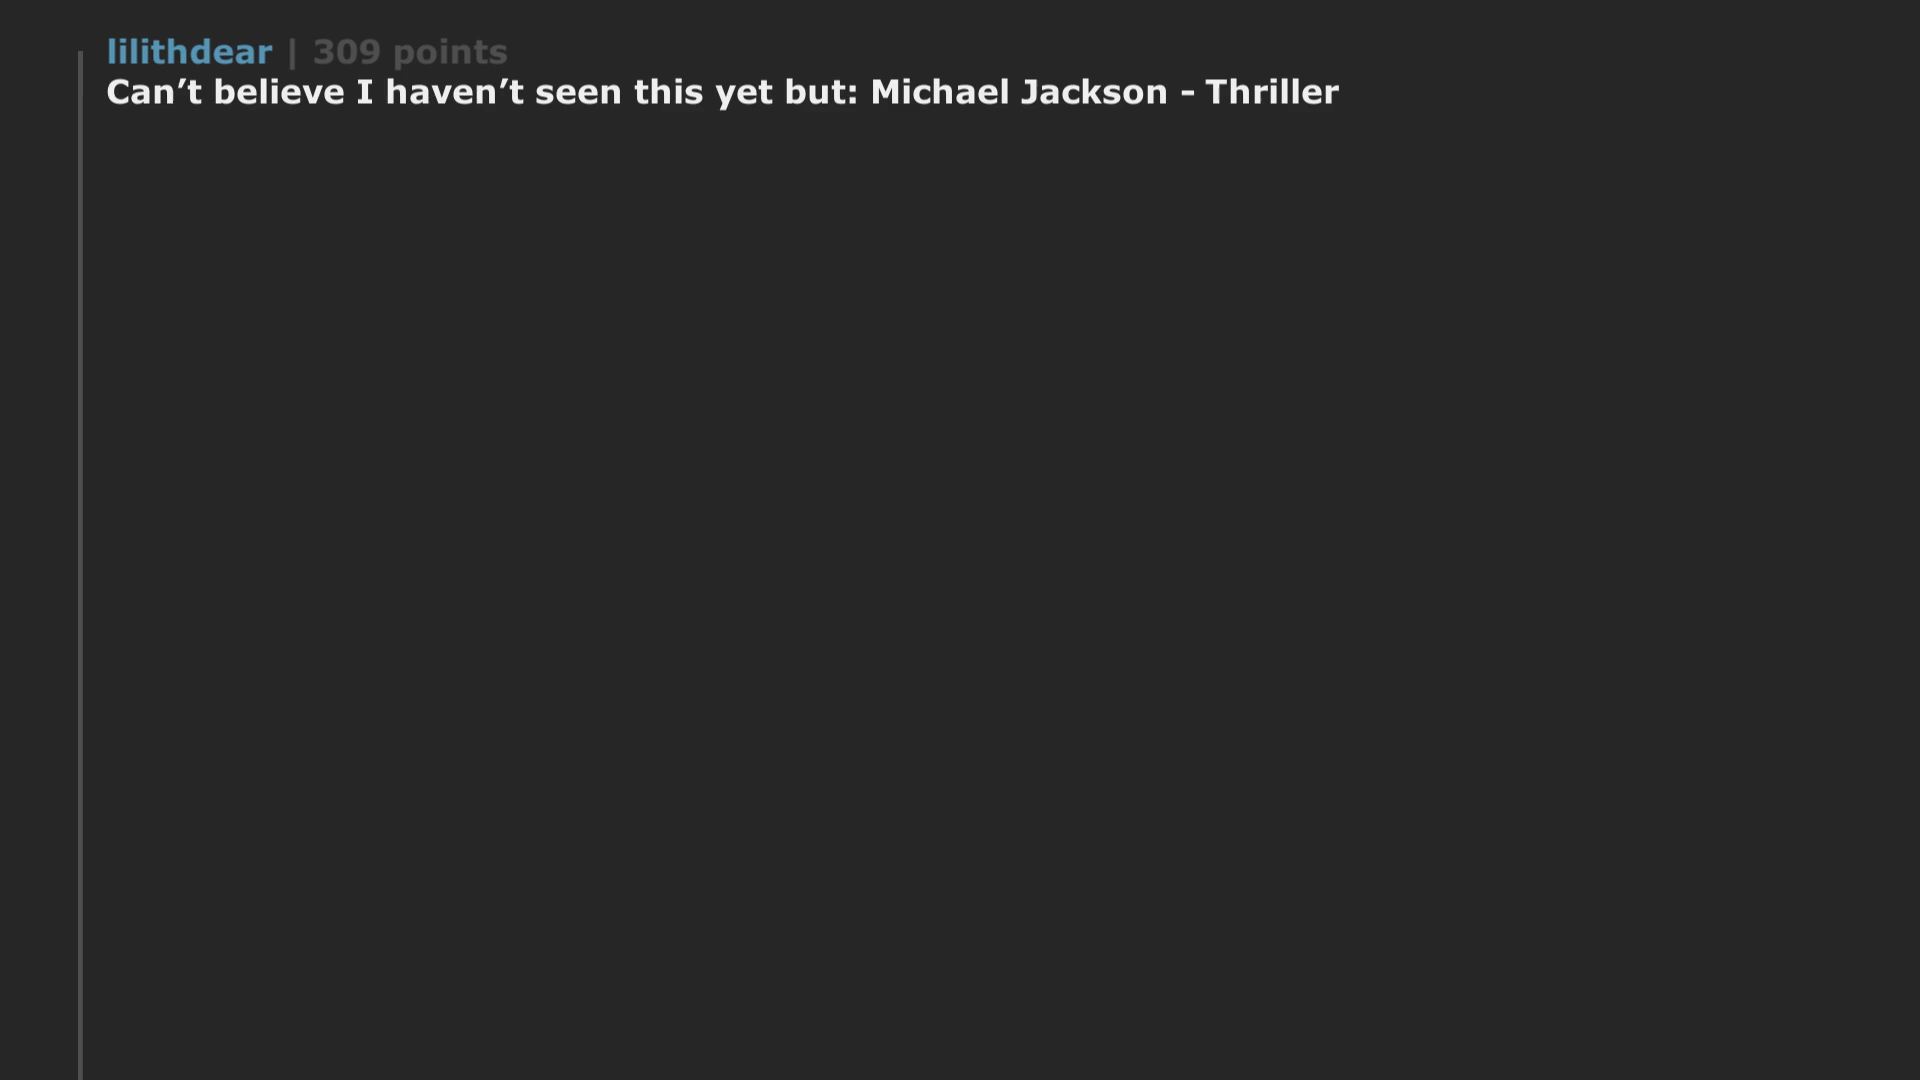 lilithdear | 309 points
Can’t believe I haven’t seen this yet but: Michael Jackson - Thriller